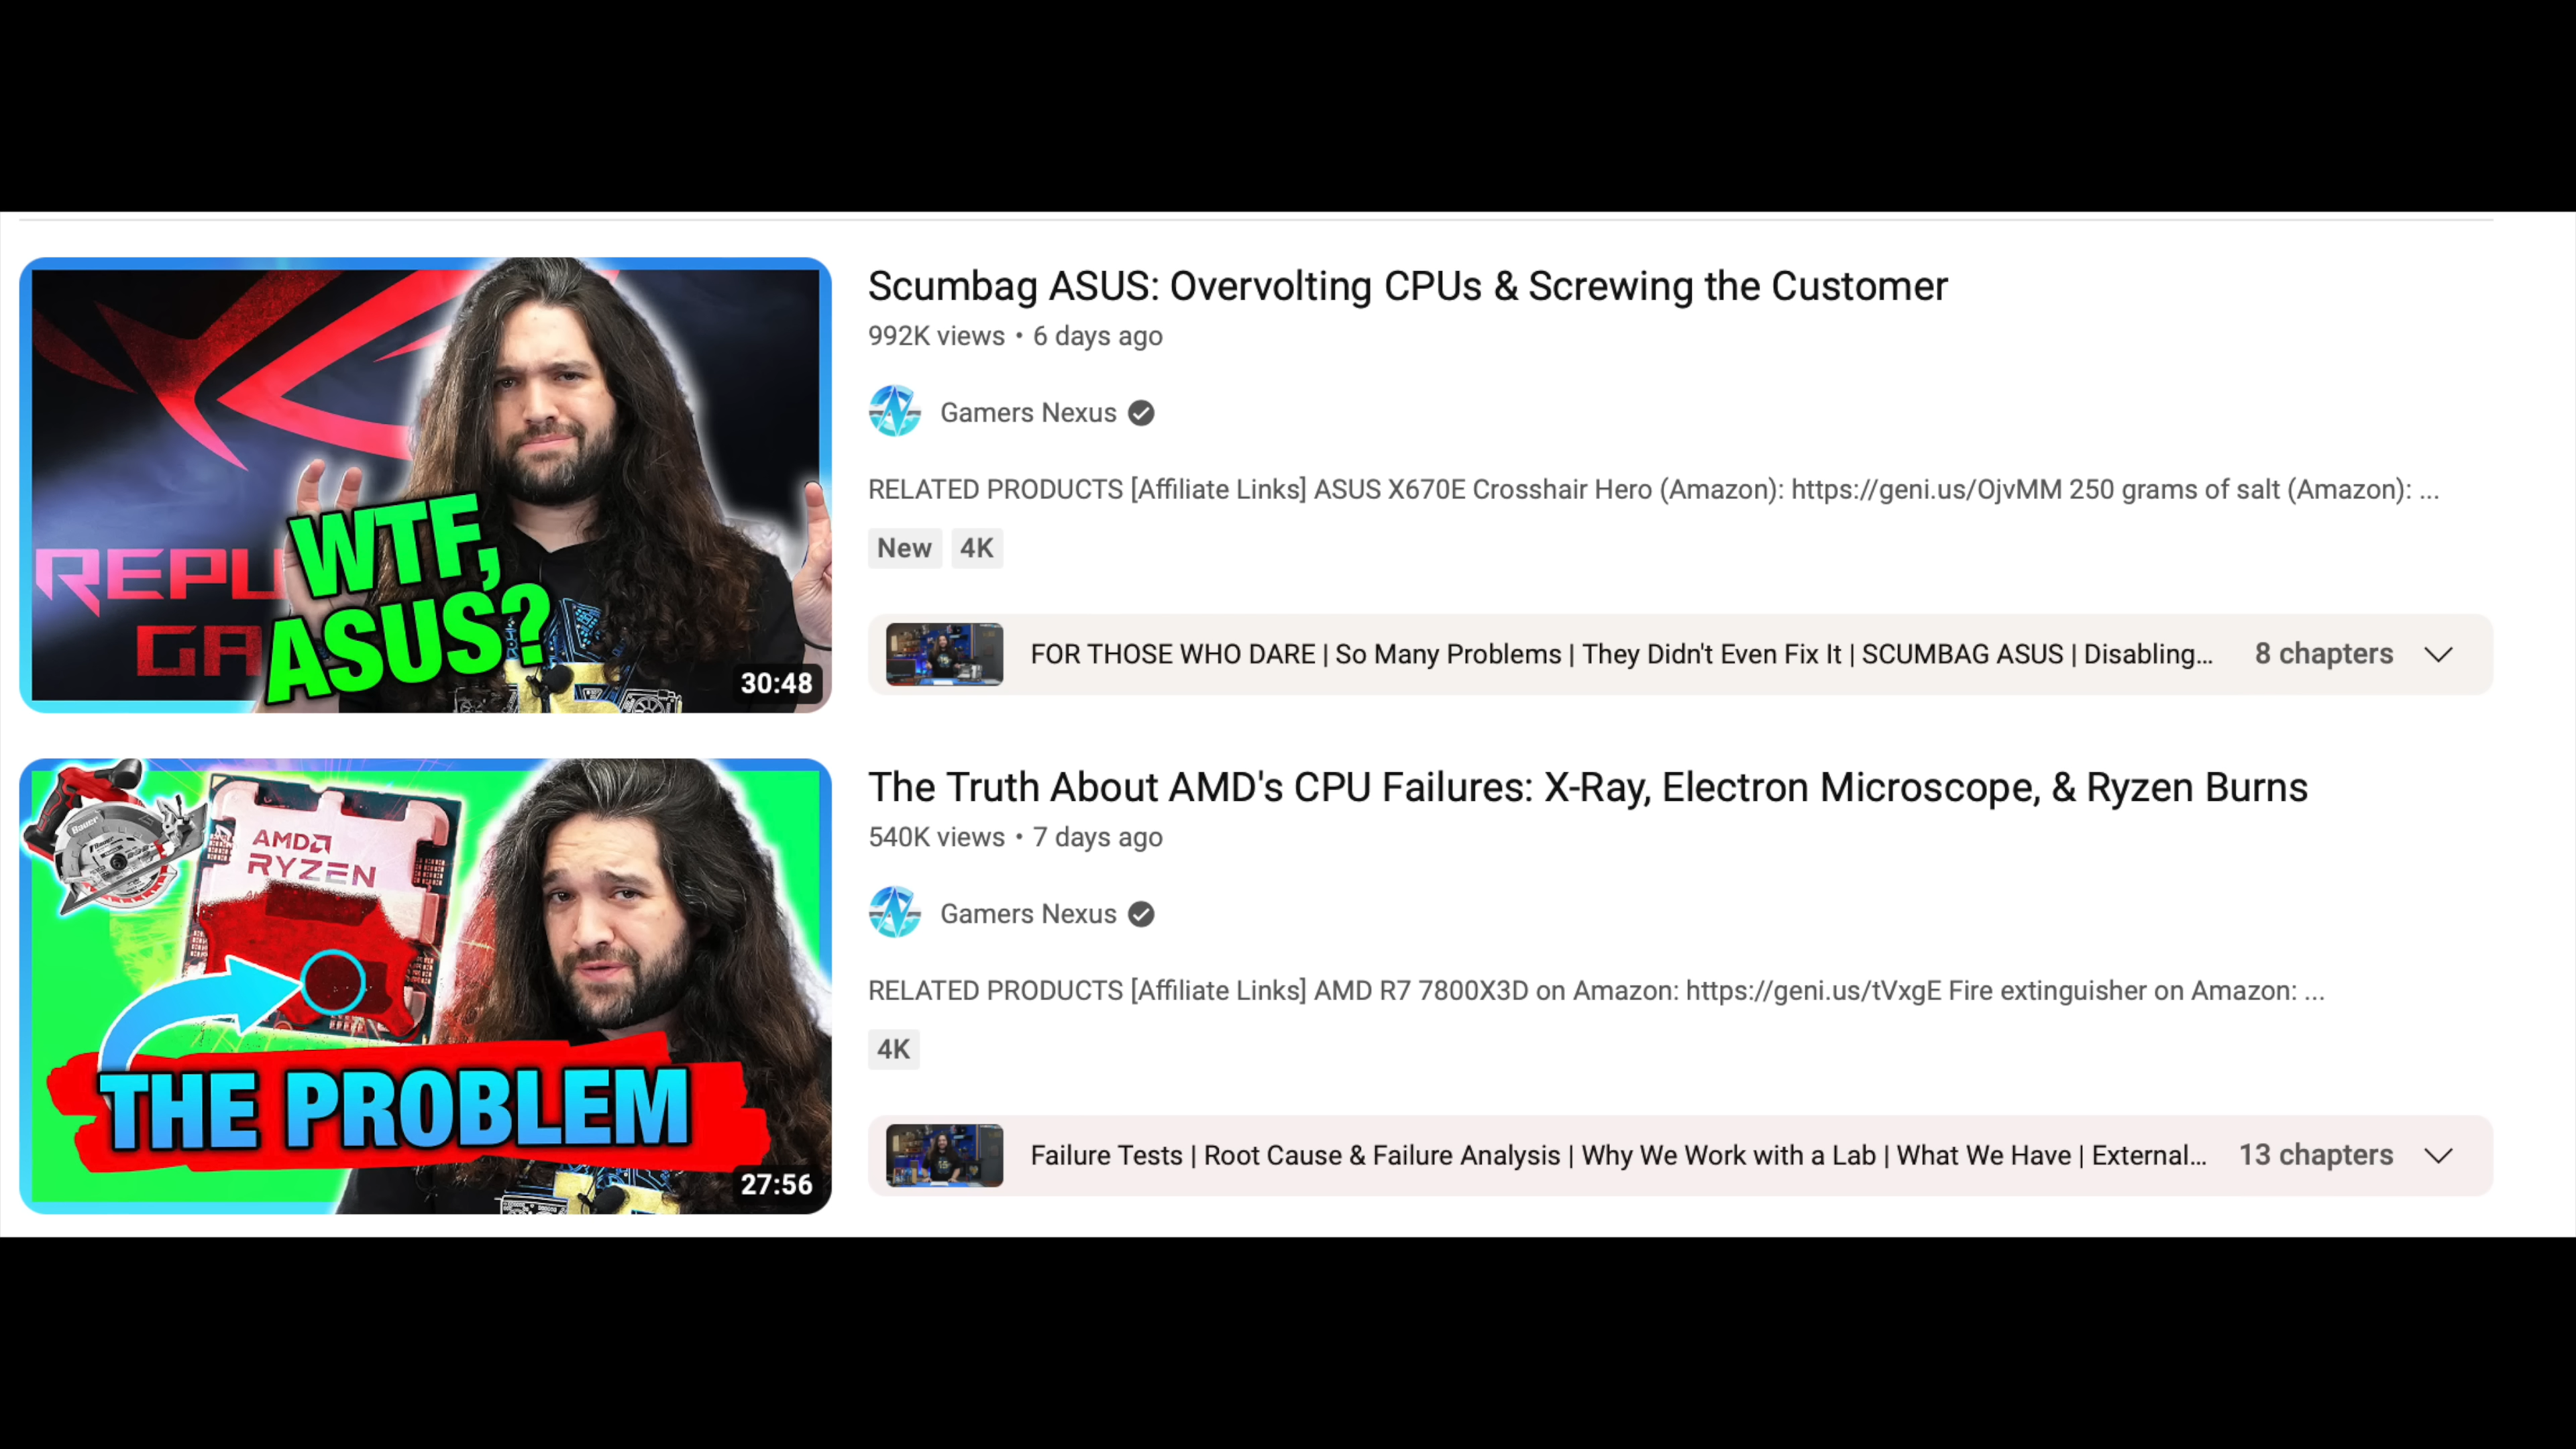 Scumbag ASUS: Overvolting CPUs & Screwing the Customer
992K views • 6 days ago
Gamers Nexus
RELATED PRODUCTS [Affiliate Links] ASUS X670E Crosshair Hero (Amazon): https://geni.us/OjvMM 250 grams of salt (Amazon): ...
New 4K
FOR THOSE WHO DARE | So Many Problems | They Didn't Even Fix It | SCUMBAG ASUS | Disabling... 8 chapters
REPU
GA
WTF,
ASUS?
30:48
The Truth About AMD's CPU Failures: X-Ray, Electron Microscope, & Ryzen Burns
540K views • 7 days ago
Gamers Nexus
RELATED PRODUCTS [Affiliate Links] AMD R7 7800X3D on Amazon: https://geni.us/tVxgE Fire extinguisher on Amazon: ...
4K
Failure Tests | Root Cause & Failure Analysis | Why We Work with a Lab | What We Have | External... 13 chapters
Bauer
AMD
RYZEN
THE PROBLEM
27:56